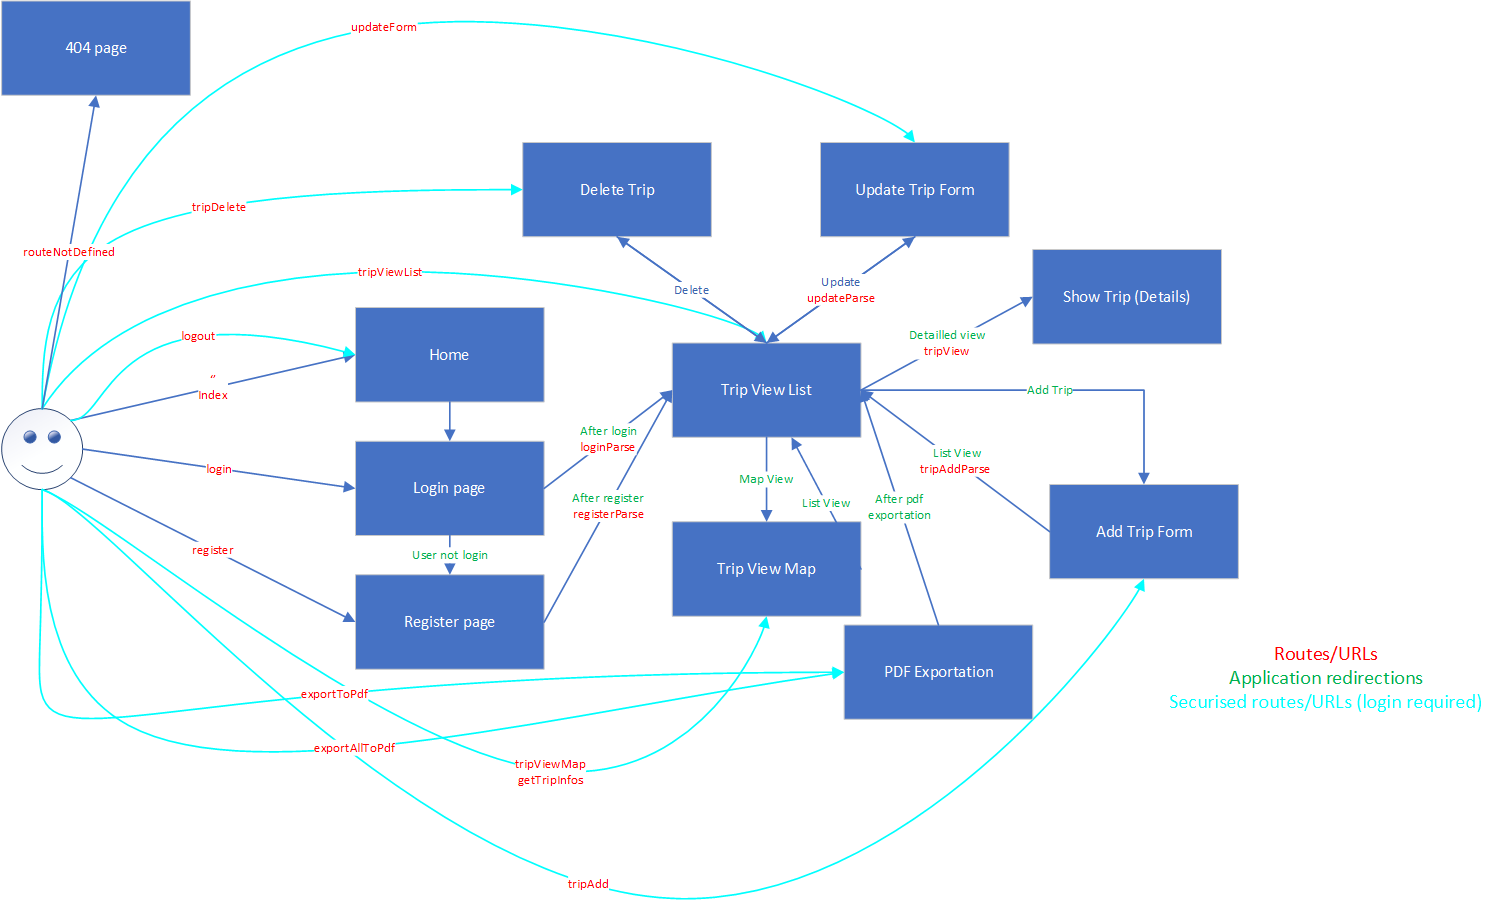 updateForm
404 page
Delete Trip
Update Trip Form
tripDelete
routeNotDefined
tripViewList
Delete
Update
updateParse
Show Trip (Details)
logout
Home
Detailled view
tripView
‘’
Index
Trip View List
Add Trip
After login
loginParse
List View
tripAddParse
login
Login page
Map View
After register
registerParse
List View
After pdf
exportation
Add Trip Form
register
User not login
Trip View Map
Register page
PDF Exportation
Routes/URLs
Application redirections
Securised routes/URLs (login required)
exportToPdf
exportAllToPdf
tripViewMap
getTripInfos
tripAdd